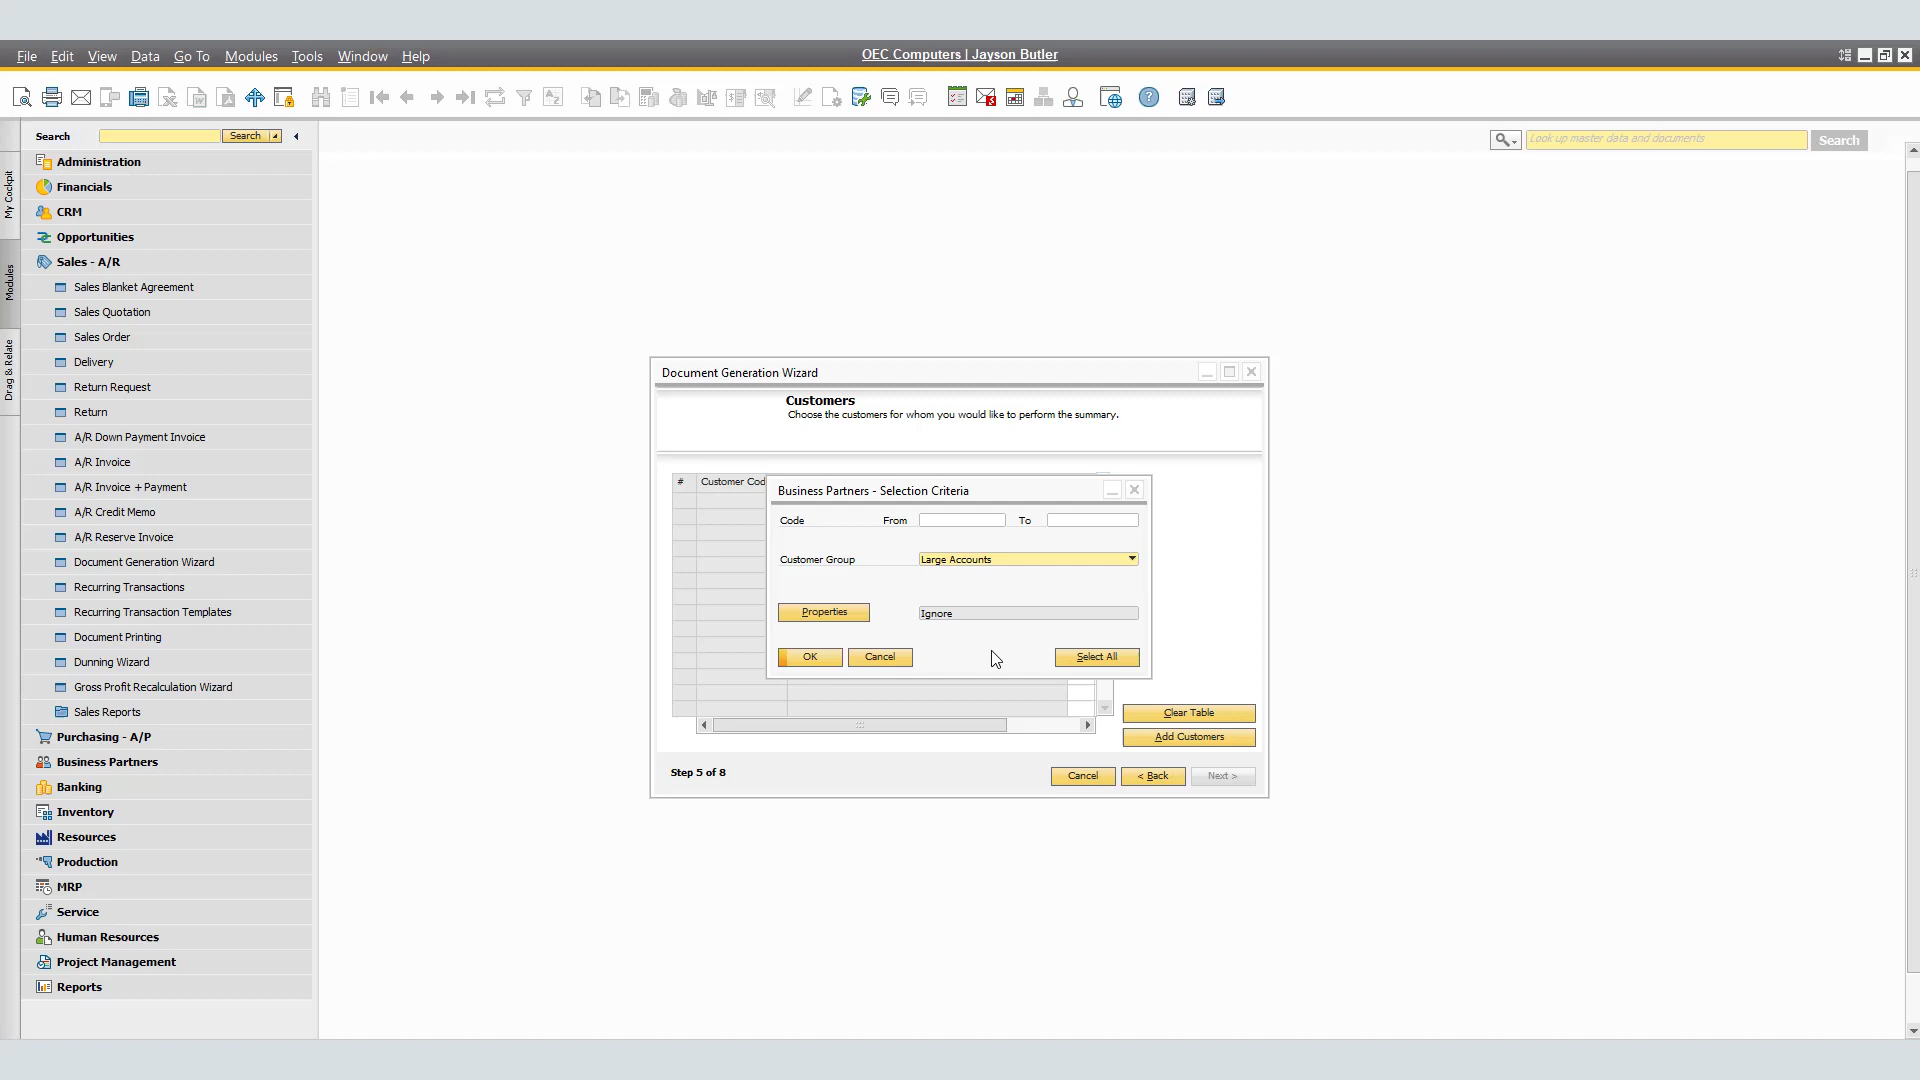 File Edit View Data Go To Modules Tools Window Help
OEC Computers | Jayson Butler
Search Search
Look up master data and documents Search
My Cockpit
Modules
Drag & Relate
Administration
Financials
CRM
Opportunities
Sales - A/R
Sales Blanket Agreement
Sales Quotation
Sales Order
Delivery
Return Request
Return
A/R Down Payment Invoice
A/R Invoice
A/R Invoice + Payment
A/R Credit Memo
A/R Reserve Invoice
Document Generation Wizard
Recurring Transactions
Recurring Transaction Templates
Document Printing
Dunning Wizard
Gross Profit Recalculation Wizard
Sales Reports
Purchasing - A/P
Business Partners
Banking
Inventory
Resources
Production
MRP
Service
Human Resources
Project Management
Reports
Document Generation Wizard
Customers
Choose the customers for whom you would like to perform the summary.
# Customer Cod
Business Partners - Selection Criteria
Code From To
Customer Group Large Accounts
Properties Ignore
OK Cancel Select All
Clear Table
Add Customers
Step 5 of 8 Cancel < Back Next >